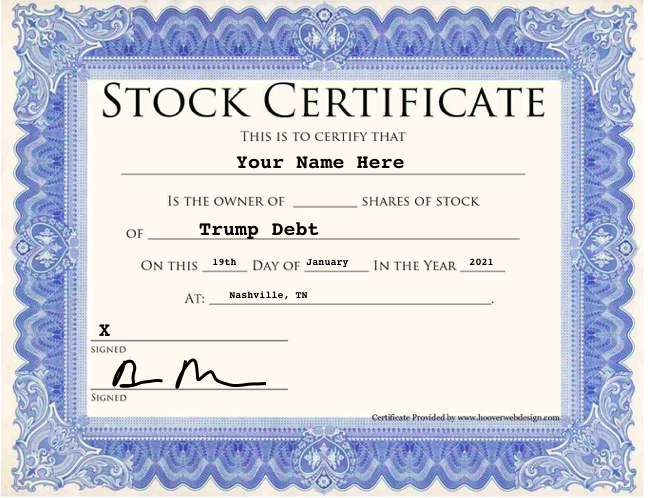 STOCK CERTIFICATE
THIS IS TO CERTIFY THAT
Your Name Here
IS THE OWNER OF ________ SHARES OF STOCK
OF Trump Debt
ON THIS 19th DAY OF January IN THE YEAR 2021
AT: Nashville, TN.
X
SIGNED
SIGNED
Certificate Provided by www.hooverwebdesign.com